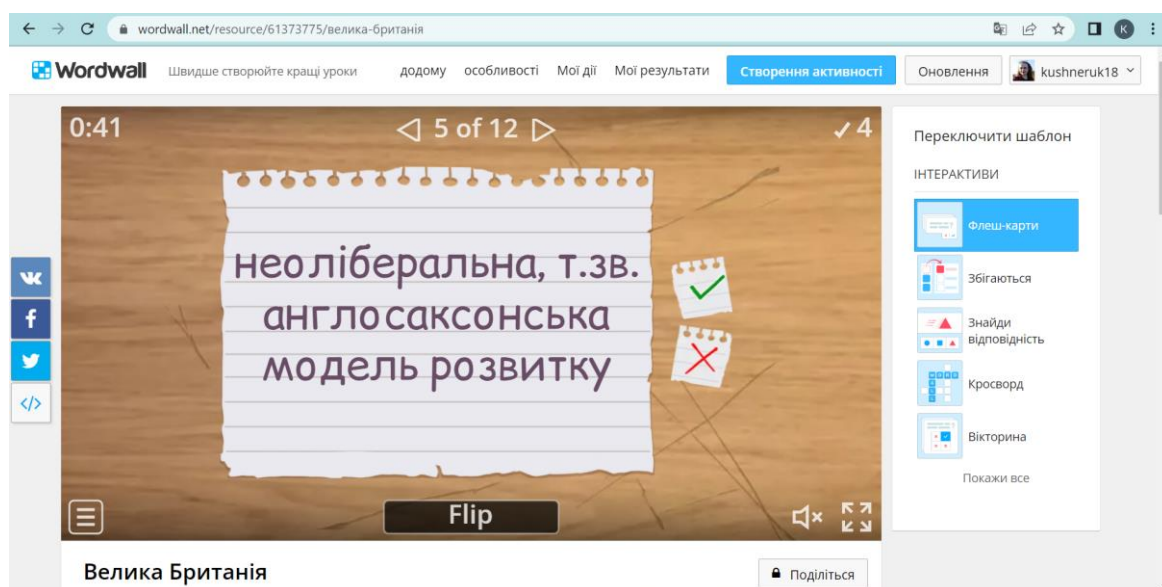 wordwall.net/resource/61373775/велика-британія
K
Wordwall
Швидше створюйте кращі уроки
додому
особливості
Мої дії
Мої результати
Створення активності
Оновлення
kushneruk18
0:41
5 of 12
4
неоліберальна, т.зв.
англосаксонська
модель розвитку
Flip
Переключити шаблон
ІНТЕРАКТИВИ
Флеш-карти
Збігаються
Знайди
відповідність
Кросворд
Вікторина
Покажи все
Велика Британія
Поділіться